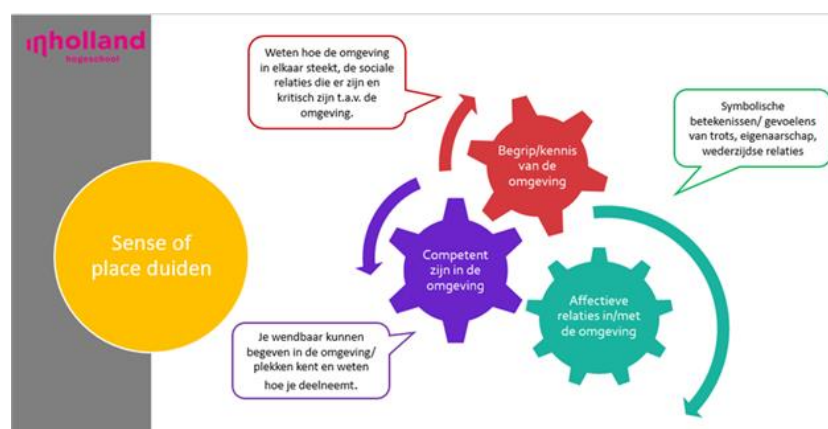 inholland
hogeschool
Sense of
place duiden
Weten hoe de omgeving
in elkaar steekt, de sociale
relaties die er zijn en
kritisch zijn t.a.v. de
omgeving.
Begrip/kennis
van de
omgeving
Symbolische
betekenissen/ gevoelens
van trots, eigenaarschap,
wederzijdse relaties
Competent
zijn in de
omgeving
Affectieve
relaties in/met
de omgeving
Je wendbaar kunnen
begeven in de omgeving/
plekken kent en weten
hoe je deelneemt.